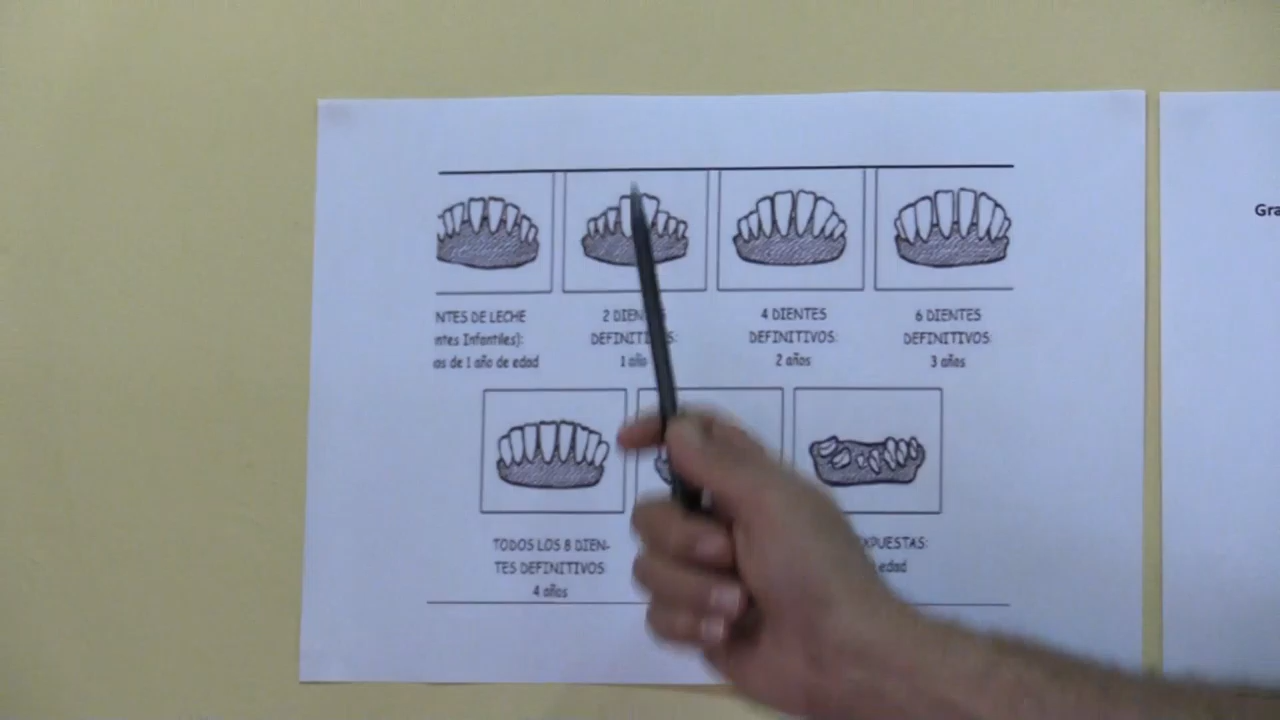 Gra
NTES DE LECHE
ntes Infantiles):
as de 1 año de edad
2 DIEN S
DEFINITI S:
1 año
4 DIENTES
DEFINITIVOS:
2 años
6 DIENTES
DEFINITIVOS:
3 años
TODOS LOS 8 DIEN-
TES DEFINITIVOS
4 años
XPUESTAS:
edad